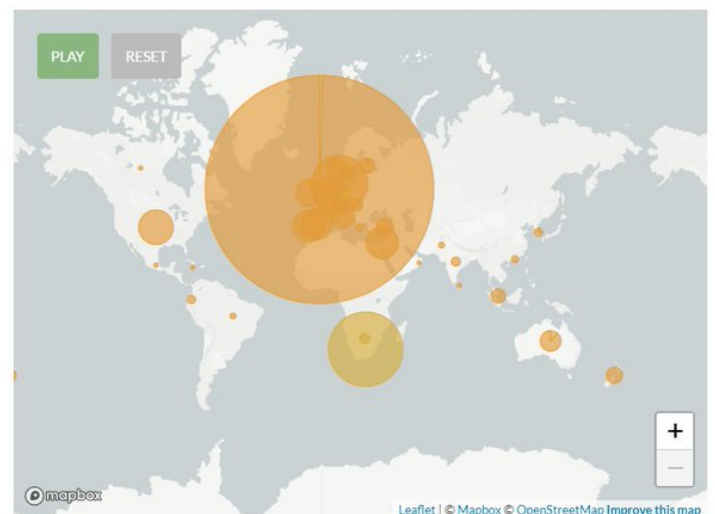 PLAY RESET
+
−
mapbox
Leaflet | © Mapbox © OpenStreetMap Improve this map